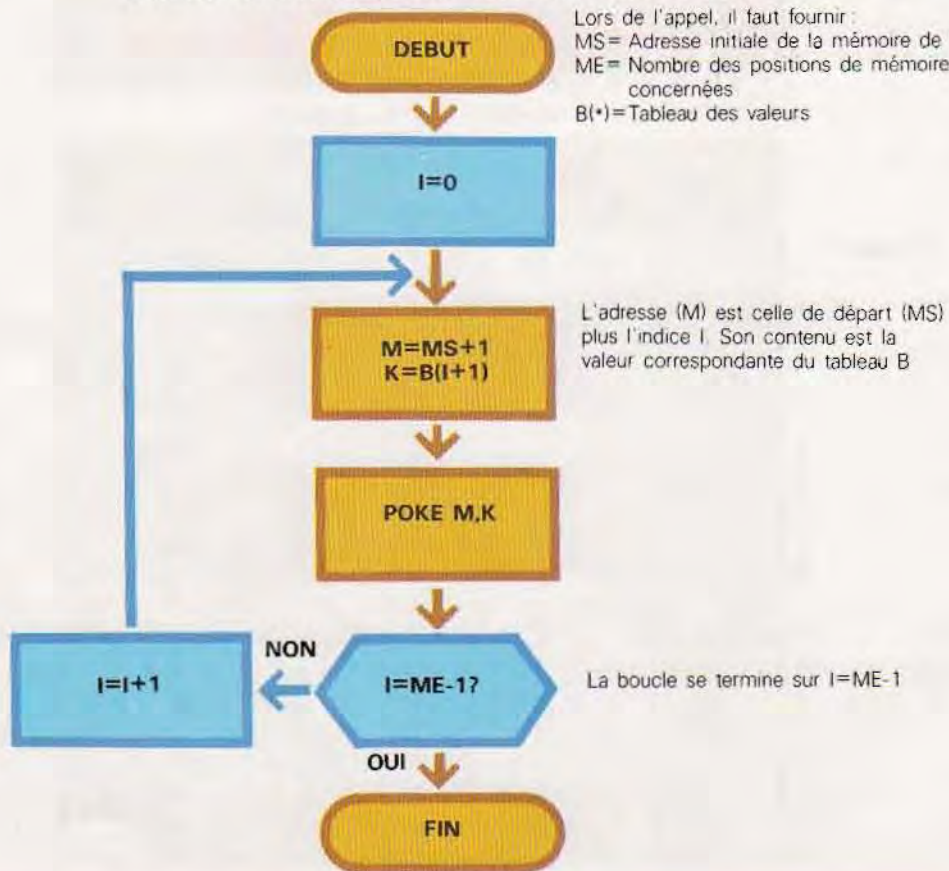 DEBUT
Lors de l'appel, il faut fournir:
MS= Adresse initiale de la mémoire de
ME= Nombre des positions de mémoire
concernées
B(*)=Tableau des valeurs
I=0
M=MS+1
K=B(I+1)
L'adresse (M) est celle de départ (MS)
plus l'indice I. Son contenu est la
valeur correspondante du tableau B
POKE M,K
NON
I=I+1
I=ME-1?
La boucle se termine sur I=ME-1
OUI
FIN